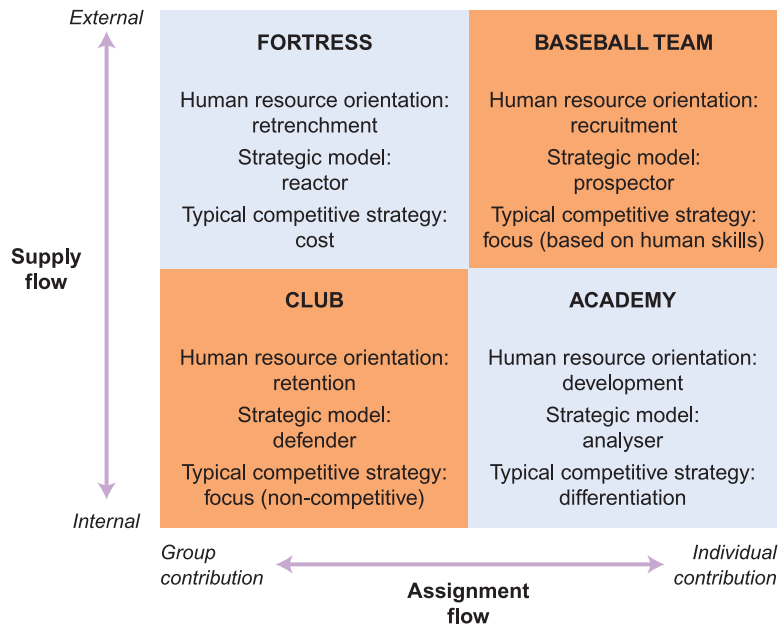 External
FORTRESS
Human resource orientation:
retrenchment
Strategic model:
reactor
Typical competitive strategy:
cost
BASEBALL TEAM
Human resource orientation:
recruitment
Strategic model:
prospector
Typical competitive strategy:
focus (based on human skills)
Supply
flow
CLUB
Human resource orientation:
retention
Strategic model:
defender
Typical competitive strategy:
focus (non-competitive)
ACADEMY
Human resource orientation:
development
Strategic model:
analyser
Typical competitive strategy:
differentiation
Internal
Group
contribution
Assignment
flow
Individual
contribution